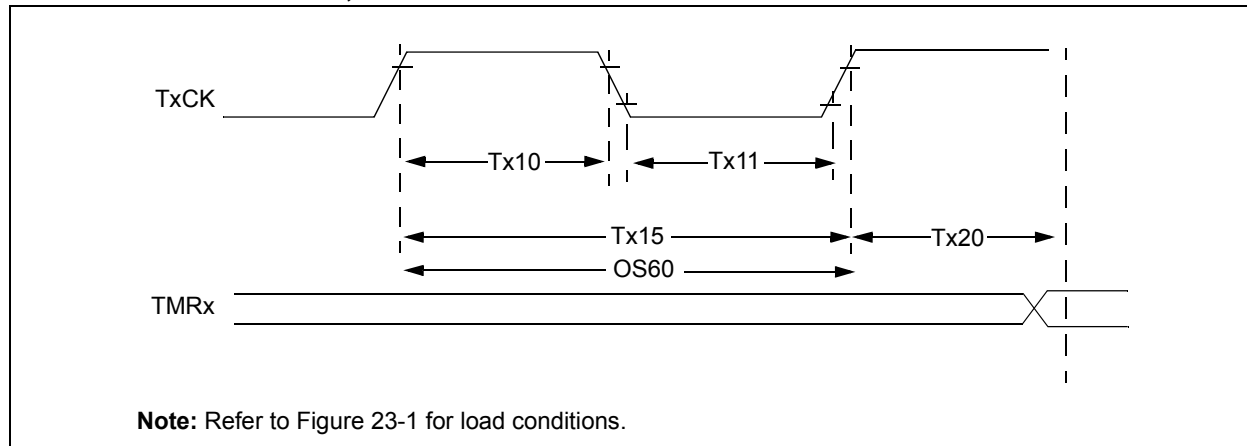 TxCK
Tx10
Tx11
Tx15
Tx20
OS60
TMRx
Note: Refer to Figure 23-1 for load conditions.